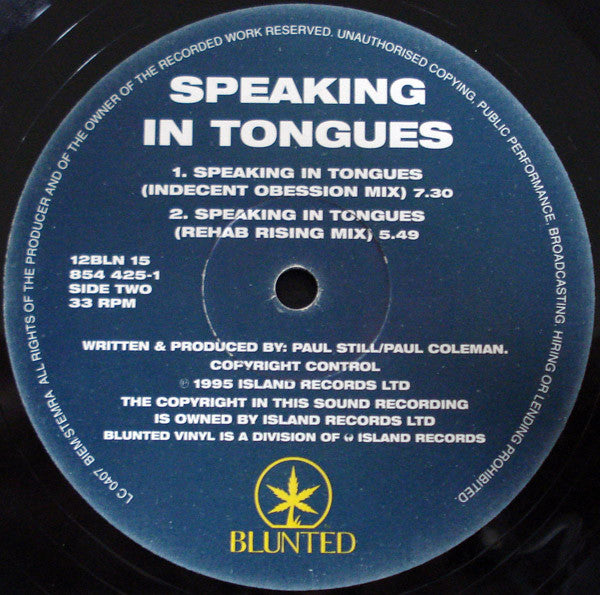 ALL RIGHTS OF THE PRODUCER AND OF THE OWNER OF THE RECORDED WORK RESERVED. UNAUTHORISED COPYING, PUBLIC PERFORMANCE, BROADCASTING. HIRING OR LENDING PROHIBITED.
SPEAKING
IN TONGUES
1. SPEAKING IN TONGUES
(INDECENT OBESSION MIX) 7.30
2. SPEAKING IN TONGUES
(REHAB RISING MIX) 5.49
12BLN 15
854 425-1
SIDE TWO
33 RPM
WRITTEN & PRODUCED BY: PAUL STILL/PAUL COLEMAN.
COPYRIGHT CONTROL
℗ 1995 ISLAND RECORDS LTD
THE COPYRIGHT IN THIS SOUND RECORDING
IS OWNED BY ISLAND RECORDS LTD
BLUNTED VINYL IS A DIVISION OF ISLAND RECORDS
LC 0407 BIEM STEMRA
BLUNTED